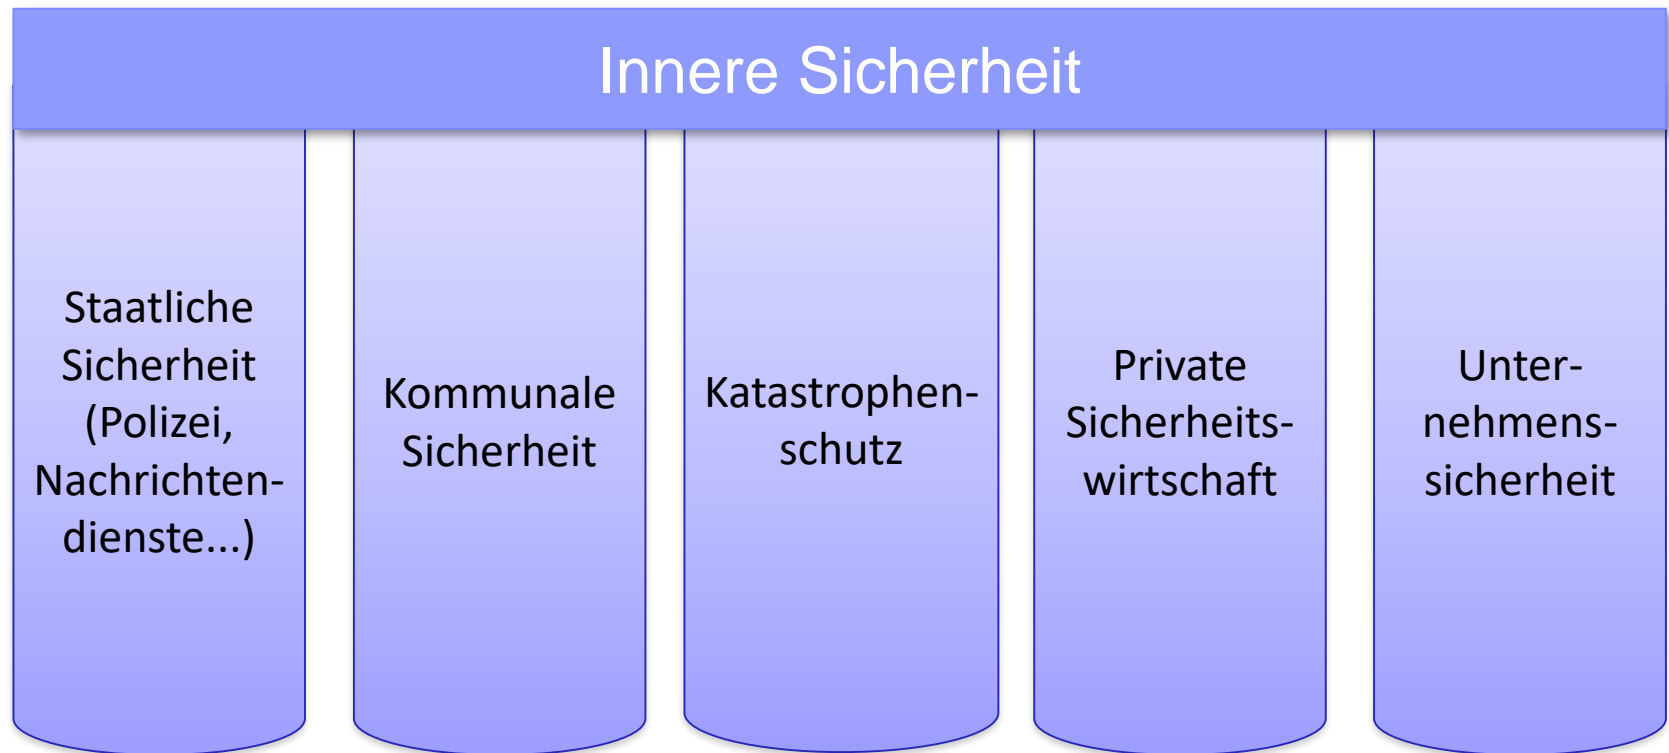 Innere Sicherheit
Staatliche
Sicherheit
(Polizei,
Nachrichten-
dienste...)
Kommunale
Sicherheit
Katastrophen-
schutz
Private
Sicherheits-
wirtschaft
Unter-
nehmens-
sicherheit